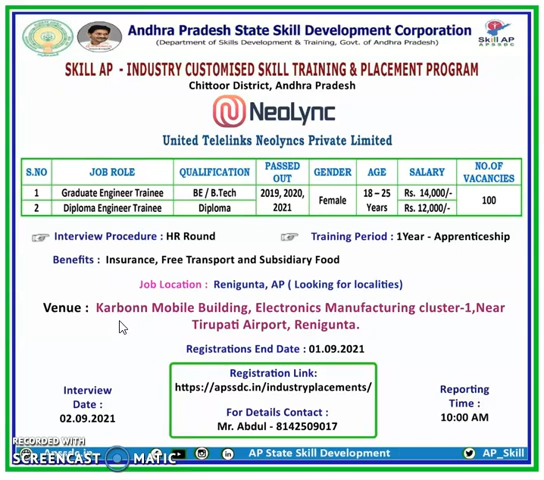 Andhra Pradesh State Skill Development Corporation
(Department of Skills Development & Training, Govt. of Andhra Pradesh)
Skill AP
APSSDC
SKILL AP - INDUSTRY CUSTOMISED SKILL TRAINING & PLACEMENT PROGRAM
Chittoor District, Andhra Pradesh
NEOLYNC
United Telelinks Neolyncs Private Limited
S.NO JOB ROLE QUALIFICATION PASSED OUT GENDER AGE SALARY NO.OF VACANCIES
1 Graduate Engineer Trainee BE / B.Tech 2019, 2020, 2021 Female 18 – 25 Years Rs. 14,000/- 100
2 Diploma Engineer Trainee Diploma Rs. 12,000/-
Interview Procedure : HR Round Training Period : 1Year - Apprenticeship
Benefits : Insurance, Free Transport and Subsidiary Food
Job Location : Renigunta, AP ( Looking for localities)
Venue : Karbonn Mobile Building, Electronics Manufacturing cluster-1,Near
Tirupati Airport, Renigunta.
Registrations End Date : 01.09.2021
Interview
Date :
02.09.2021
Registration Link:
https://apssdc.in/industryplacements/
For Details Contact :
Mr. Abdul - 8142509017
Reporting
Time :
10:00 AM
RECORDED WITH
SCREENCAST MATIC
AP State Skill Development
AP_Skill